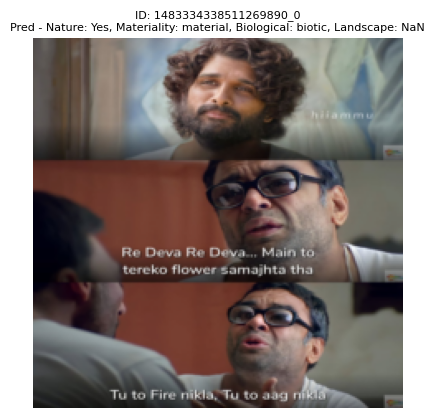 ID: 1483334338511269890_0
Pred - Nature: Yes, Materiality: material, Biological: biotic, Landscape: NaN
hiiammu
Re Deva Re Deva... Main to
tereko flower samajhta tha
Tu to Fire nikla, Tu to aag nikla